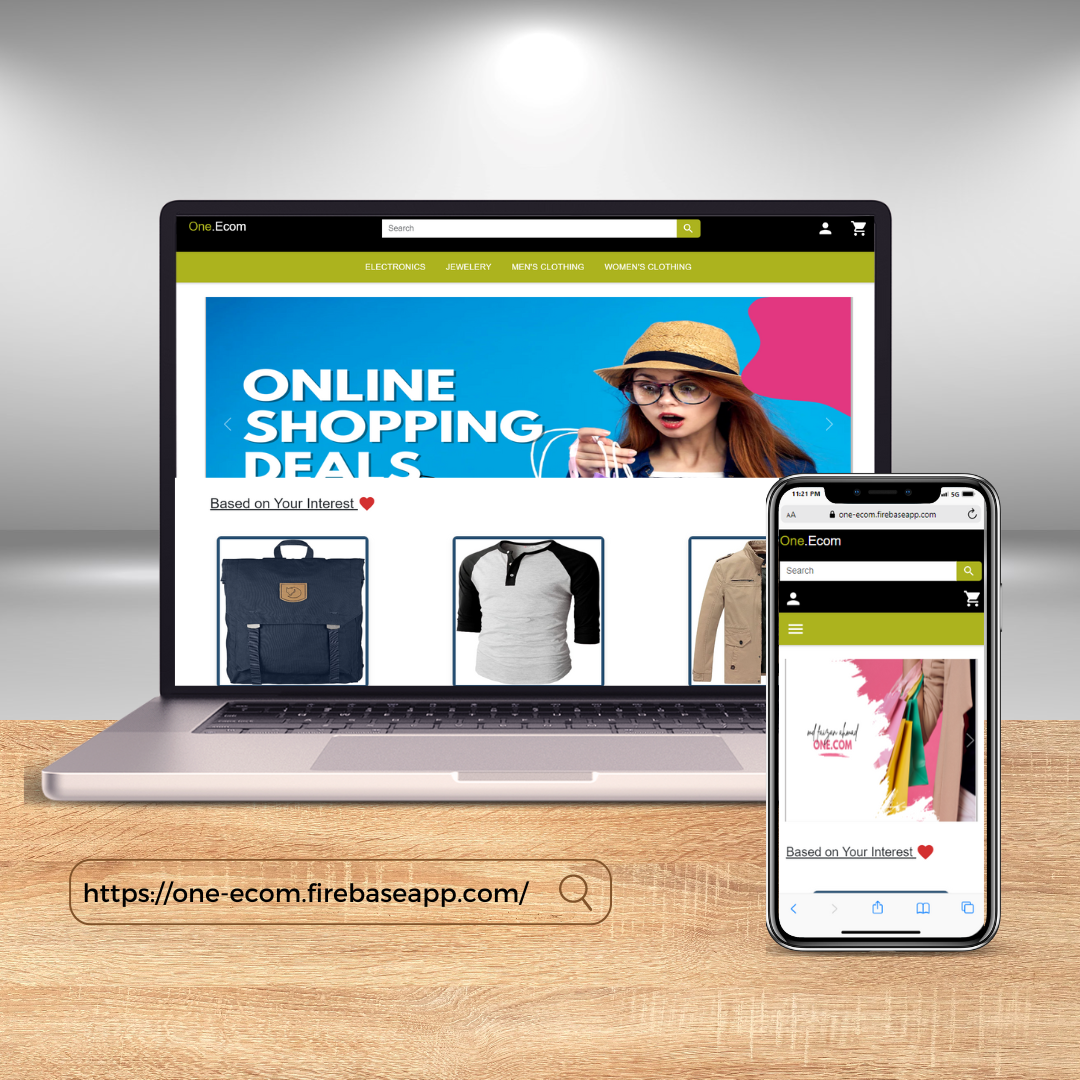 One.Ecom
Search
ELECTRONICS JEWELERY MEN'S CLOTHING WOMEN'S CLOTHING
ONLINE
SHOPPING
DEALS
Based on Your Interest
11:21 PM 5G
AA one-ecom.firebaseapp.com
One.Ecom
Search
md faizan ahmad
ONE.COM
Based on Your Interest
https://one-ecom.firebaseapp.com/